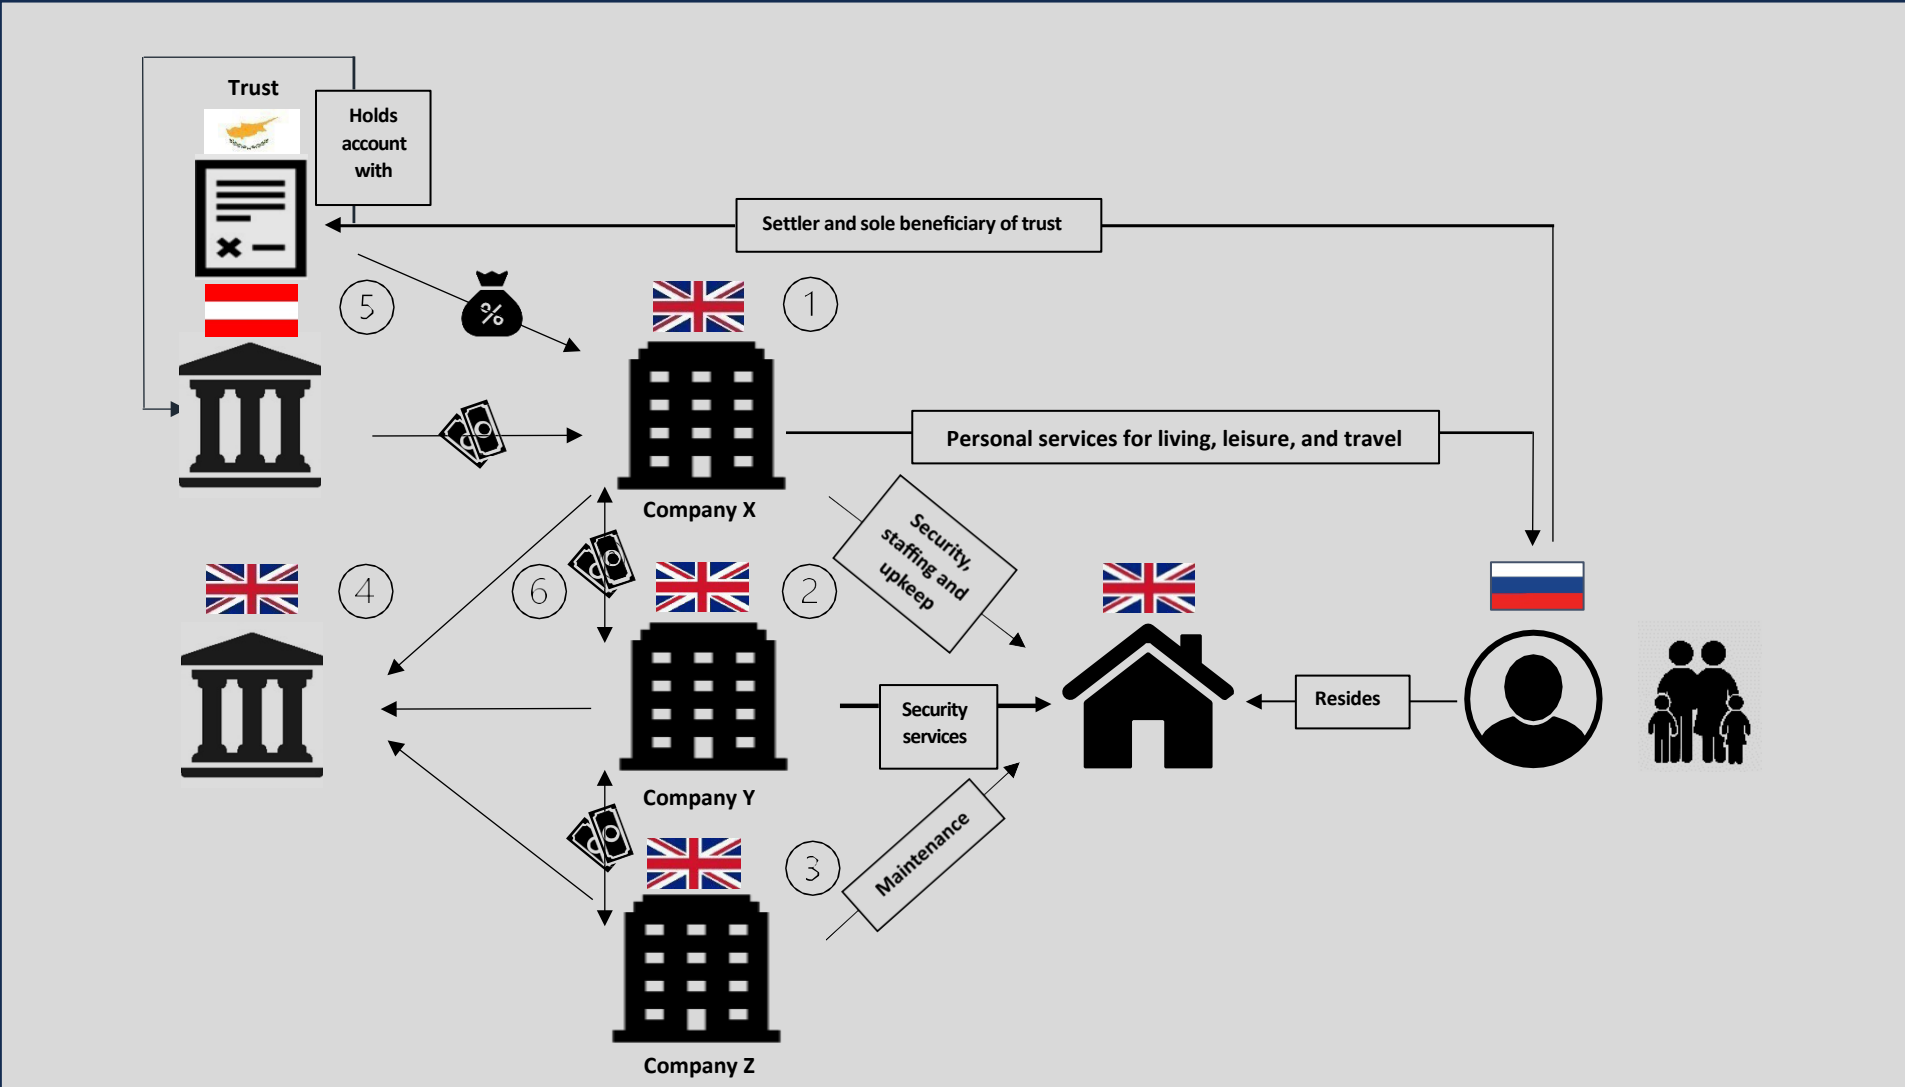 Trust
Holds
account
with
Settler and sole beneficiary of trust
5
%
1
Personal services for living, leisure, and travel
Company X
Security,
staffing and
upkeep
4
6
2
Resides
Security
services
Company Y
3
Maintenance
Company Z